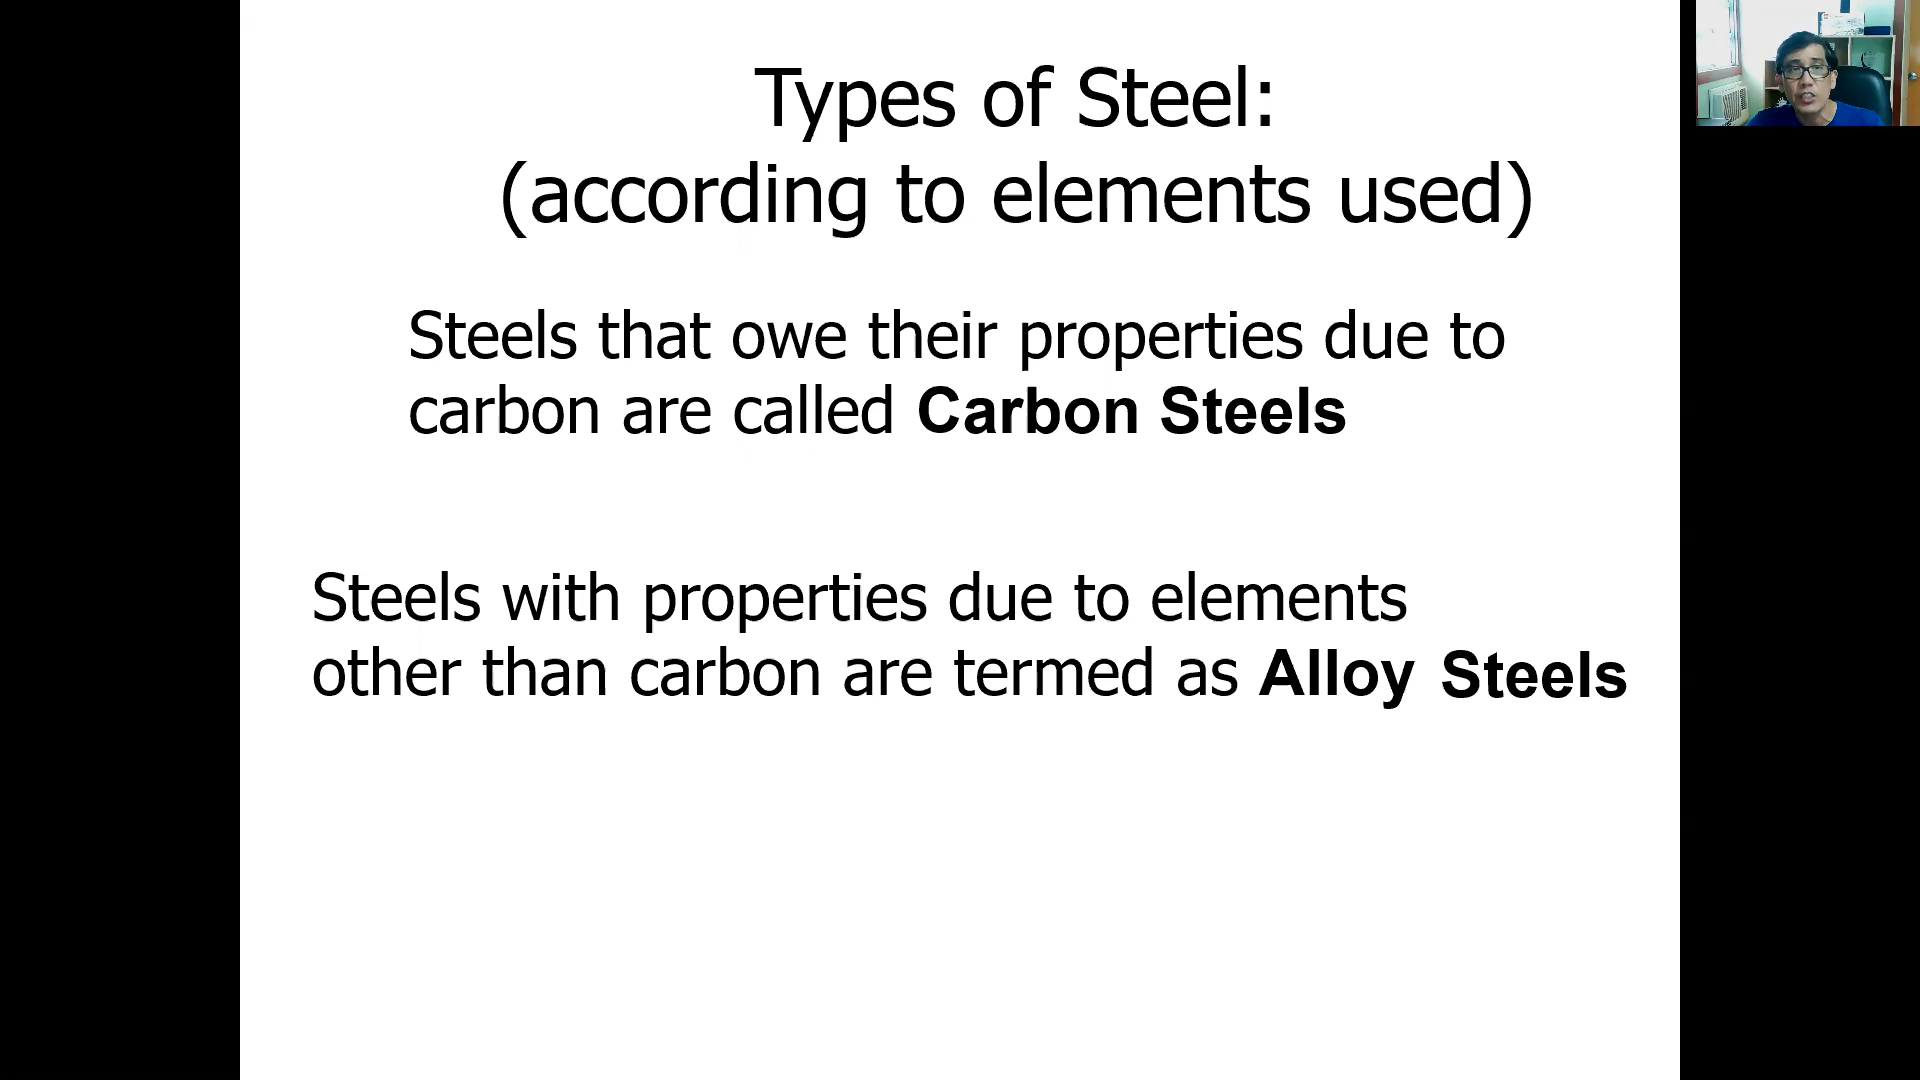 Types of Steel:
(according to elements used)
Steels that owe their properties due to
carbon are called Carbon Steels
Steels with properties due to elements
other than carbon are termed as Alloy Steels